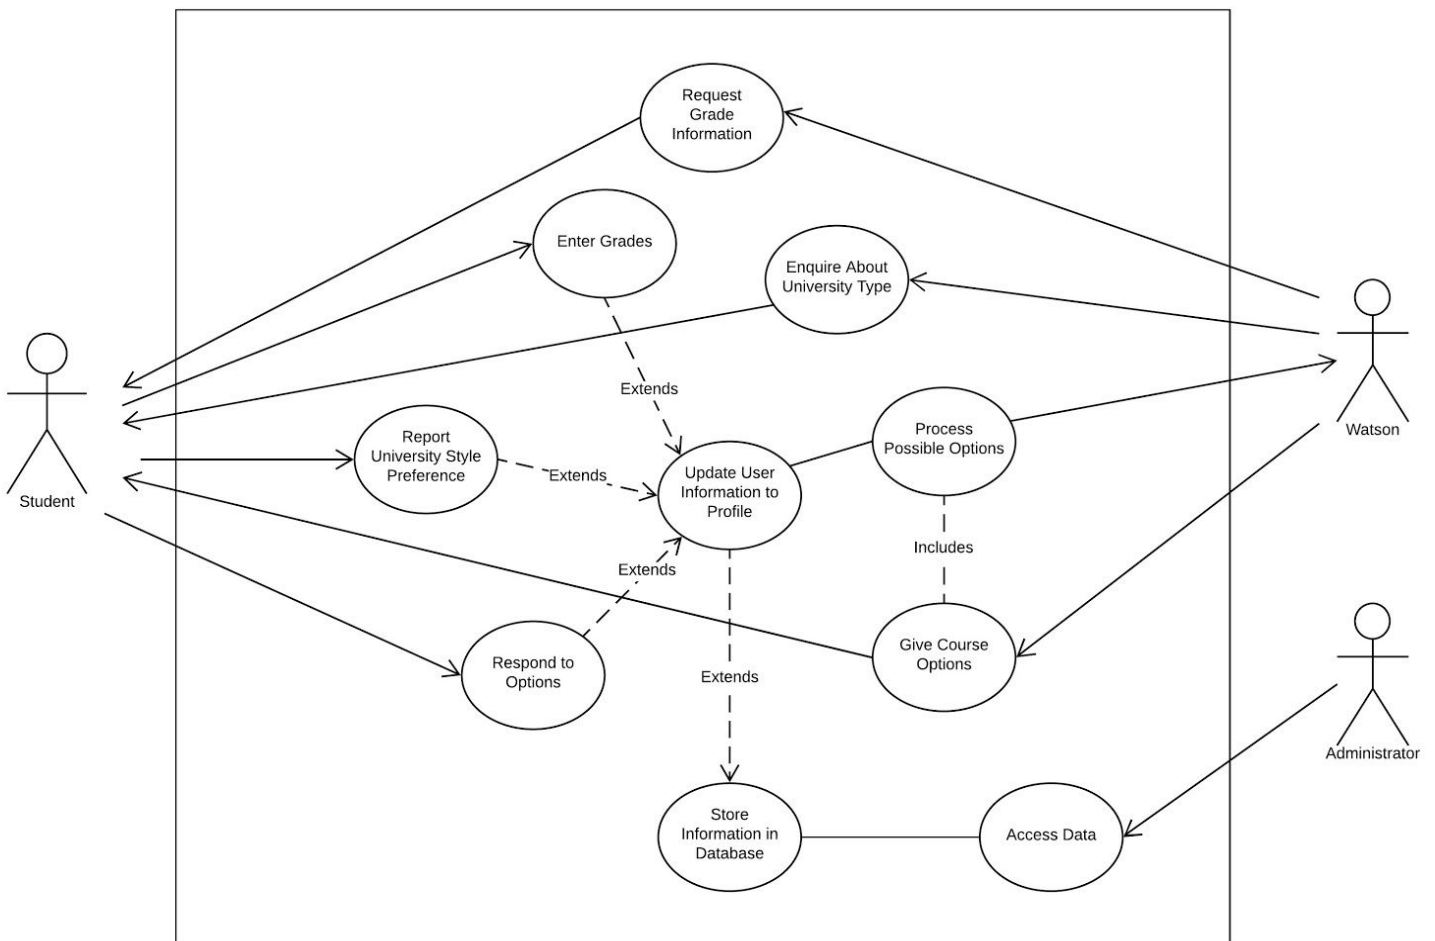 Request
Grade
Information
Enter Grades
Enquire About
University Type
Extends
Report
University Style
Preference
Extends
Update User
Information to
Profile
Process
Possible Options
Watson
Student
Includes
Extends
Respond to
Options
Give Course
Options
Extends
Administrator
Store
Information in
Database
Access Data